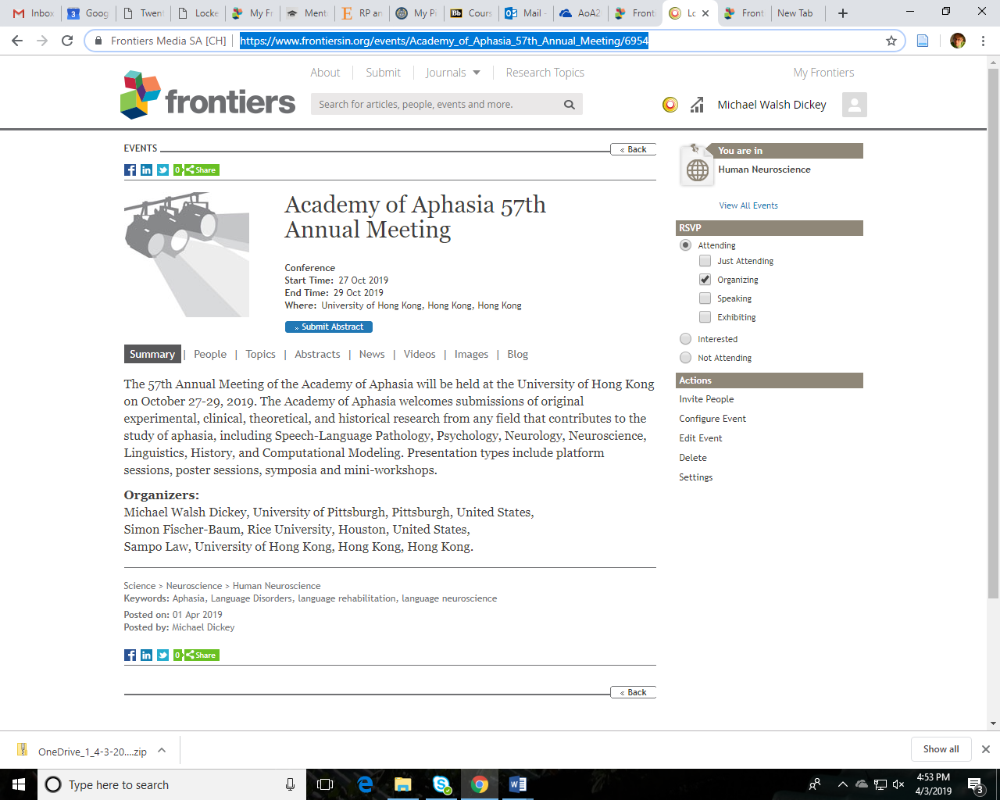 Inbox
Goog
Twent
Locke
My Fr
Ment
RP an
My Pi
Cours
Mail -
AoA2
Front
Lo
Front
New Tab
Frontiers Media SA [CH] | https://www.frontiersin.org/events/Academy_of_Aphasia_57th_Annual_Meeting/6954
About Submit Journals Research Topics My Frontiers
frontiers
Search for articles, people, events and more.
Michael Walsh Dickey
EVENTS
« Back
0 Share
Academy of Aphasia 57th
Annual Meeting
Conference
Start Time: 27 Oct 2019
End Time: 29 Oct 2019
Where: University of Hong Kong, Hong Kong, Hong Kong
» Submit Abstract
Summary | People | Topics | Abstracts | News | Videos | Images | Blog
The 57th Annual Meeting of the Academy of Aphasia will be held at the University of Hong Kong
on October 27-29, 2019. The Academy of Aphasia welcomes submissions of original
experimental, clinical, theoretical, and historical research from any field that contributes to the
study of aphasia, including Speech-Language Pathology, Psychology, Neurology, Neuroscience,
Linguistics, History, and Computational Modeling. Presentation types include platform
sessions, poster sessions, symposia and mini-workshops.
Organizers:
Michael Walsh Dickey, University of Pittsburgh, Pittsburgh, United States,
Simon Fischer-Baum, Rice University, Houston, United States,
Sampo Law, University of Hong Kong, Hong Kong, Hong Kong.
Science > Neuroscience > Human Neuroscience
Keywords: Aphasia, Language Disorders, language rehabilitation, language neuroscience
Posted on: 01 Apr 2019
Posted by: Michael Dickey
0 Share
« Back
You are in
Human Neuroscience
View All Events
RSVP
Attending
Just Attending
Organizing
Speaking
Exhibiting
Interested
Not Attending
Actions
Invite People
Configure Event
Edit Event
Delete
Settings
OneDrive_1_4-3-20....zip
Show all
Type here to search
4:53 PM
4/3/2019
3